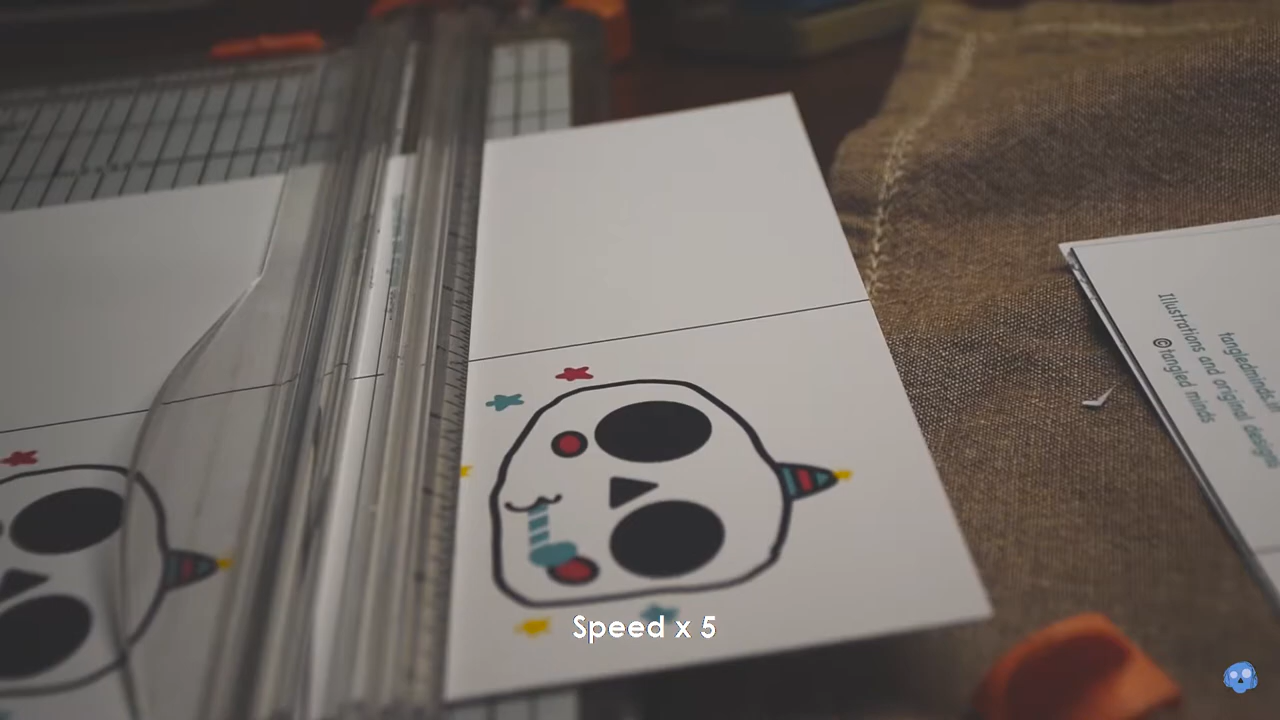 tangledminds.in
Illustrations and original designs
©tangled minds
Speed x 5